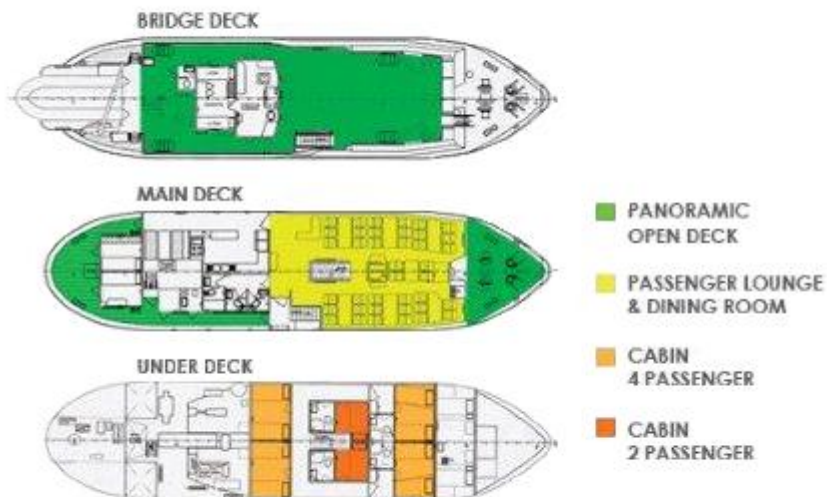 BRIDGE DECK
MAIN DECK
UNDER DECK
PANORAMIC
OPEN DECK
PASSENGER LOUNGE
& DINING ROOM
CABIN
4 PASSENGER
CABIN
2 PASSENGER